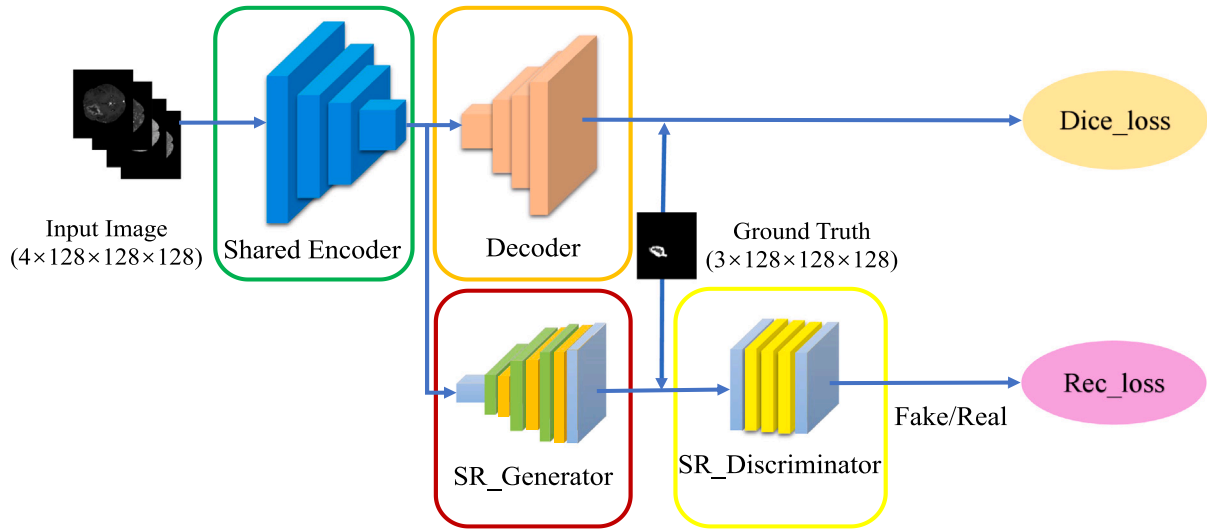 Input Image
(4×128×128×128)
Shared Encoder
Decoder
Ground Truth
(3×128×128×128)
Dice_loss
SR_Generator
SR_Discriminator
Fake/Real
Rec_loss